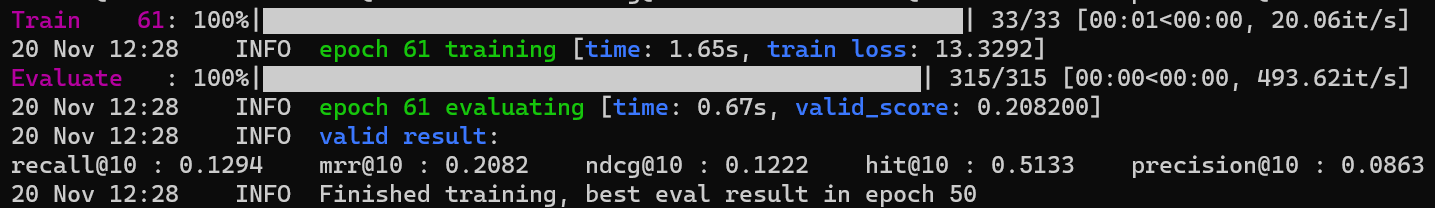 Train    61: 100%|          | 33/33 [00:01<00:00, 20.06it/s]
20 Nov 12:28    INFO  epoch 61 training [time: 1.65s, train loss: 13.3292]
Evaluate   : 100%|          | 315/315 [00:00<00:00, 493.62it/s]
20 Nov 12:28    INFO  epoch 61 evaluating [time: 0.67s, valid_score: 0.208200]
20 Nov 12:28    INFO  valid result:
recall@10 : 0.1294    mrr@10 : 0.2082    ndcg@10 : 0.1222    hit@10 : 0.5133    precision@10 : 0.0863
20 Nov 12:28    INFO  Finished training, best eval result in epoch 50